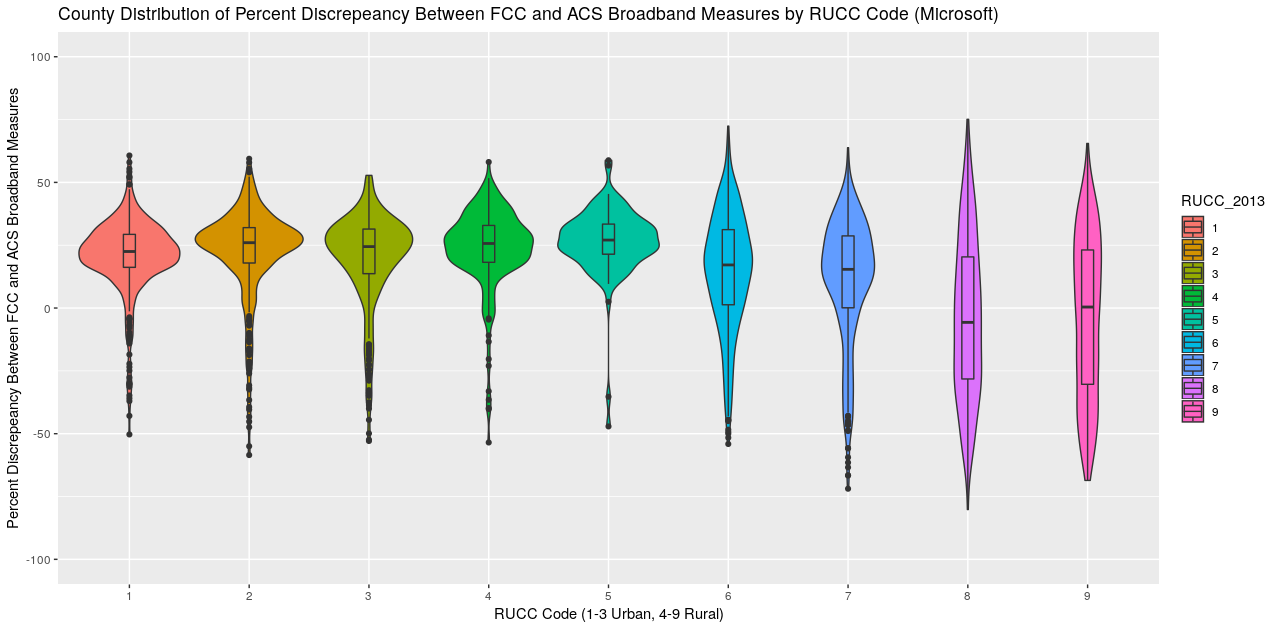 County Distribution of Percent Discrepancy Between FCC and ACS Broadband Measures by RUCC Code (Microsoft)
Percent Discrepancy Between FCC and ACS Broadband Measures
100
50
0
-50
-100
1 2 3 4 5 6 7 8 9
RUCC Code (1-3 Urban, 4-9 Rural)
RUCC_2013
1
2
3
4
5
6
7
8
9